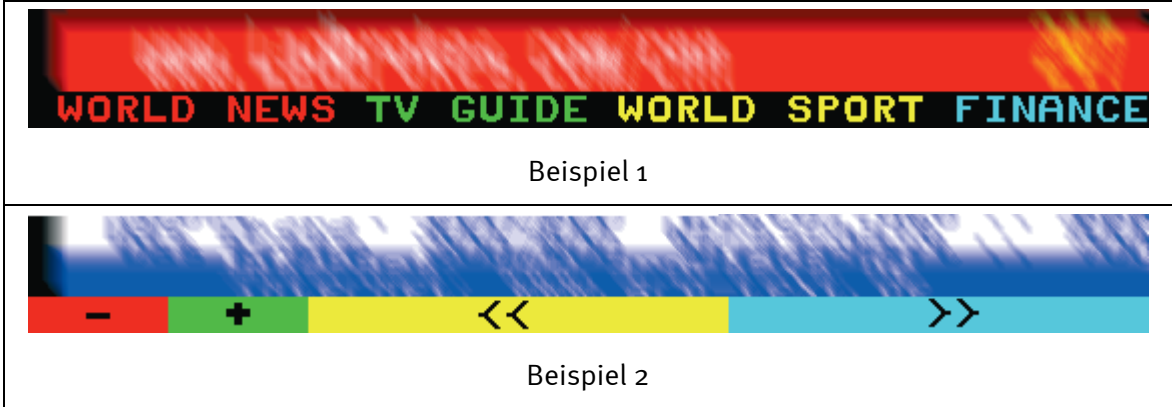 WORLD NEWS TV GUIDE WORLD SPORT FINANCE
Beispiel 1
- + << >>
Beispiel 2